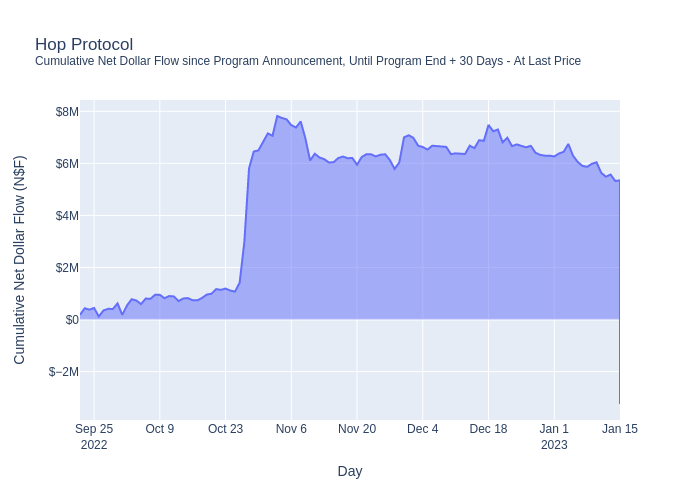 Hop Protocol
Cumulative Net Dollar Flow since Program Announcement, Until Program End + 30 Days - At Last Price
Cumulative Net Dollar Flow (N$F)
$8M
$6M
$4M
$2M
$0
$−2M
Sep 25 Oct 9 Oct 23 Nov 6 Nov 20 Dec 4 Dec 18 Jan 1 Jan 15
2022 2023
Day